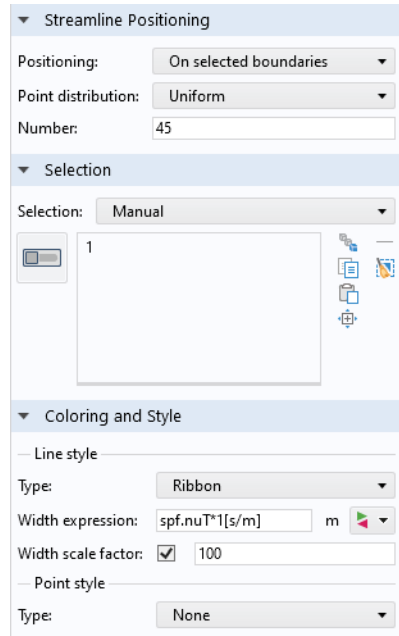 Streamline Positioning
Positioning: On selected boundaries
Point distribution: Uniform
Number: 45
Selection
Selection: Manual
1
Coloring and Style
Line style
Type: Ribbon
Width expression: spf.nuT*1[s/m] m
Width scale factor: 100
Point style
Type: None